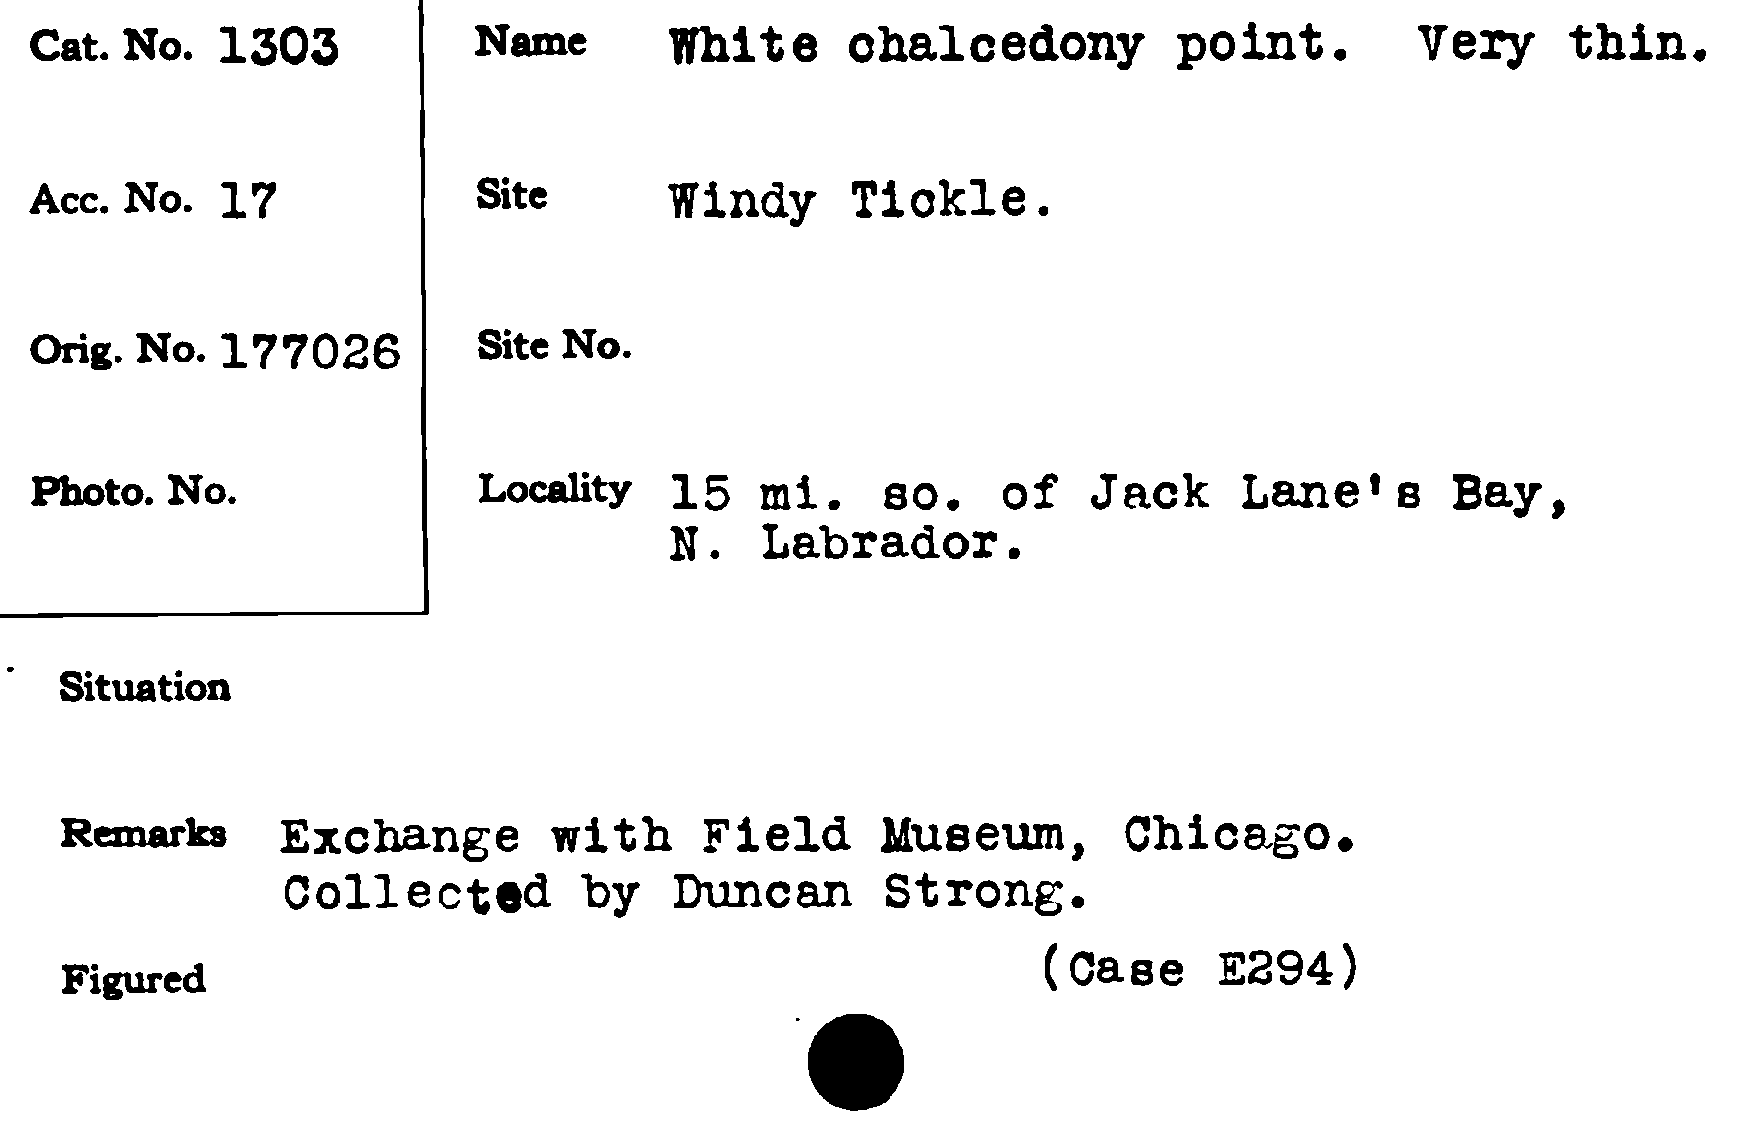 Cat. No. 1303
Name White chalcedony point. Very thin.
Acc. No. 17
Site Windy Tickle.
Orig. No. 177026
Site No.
Photo. No.
Locality 15 mi. so. of Jack Lane's Bay,
N. Labrador.
Situation
Remarks Exchange with Field Museum, Chicago.
Collected by Duncan Strong.
(Case E294)
Figured